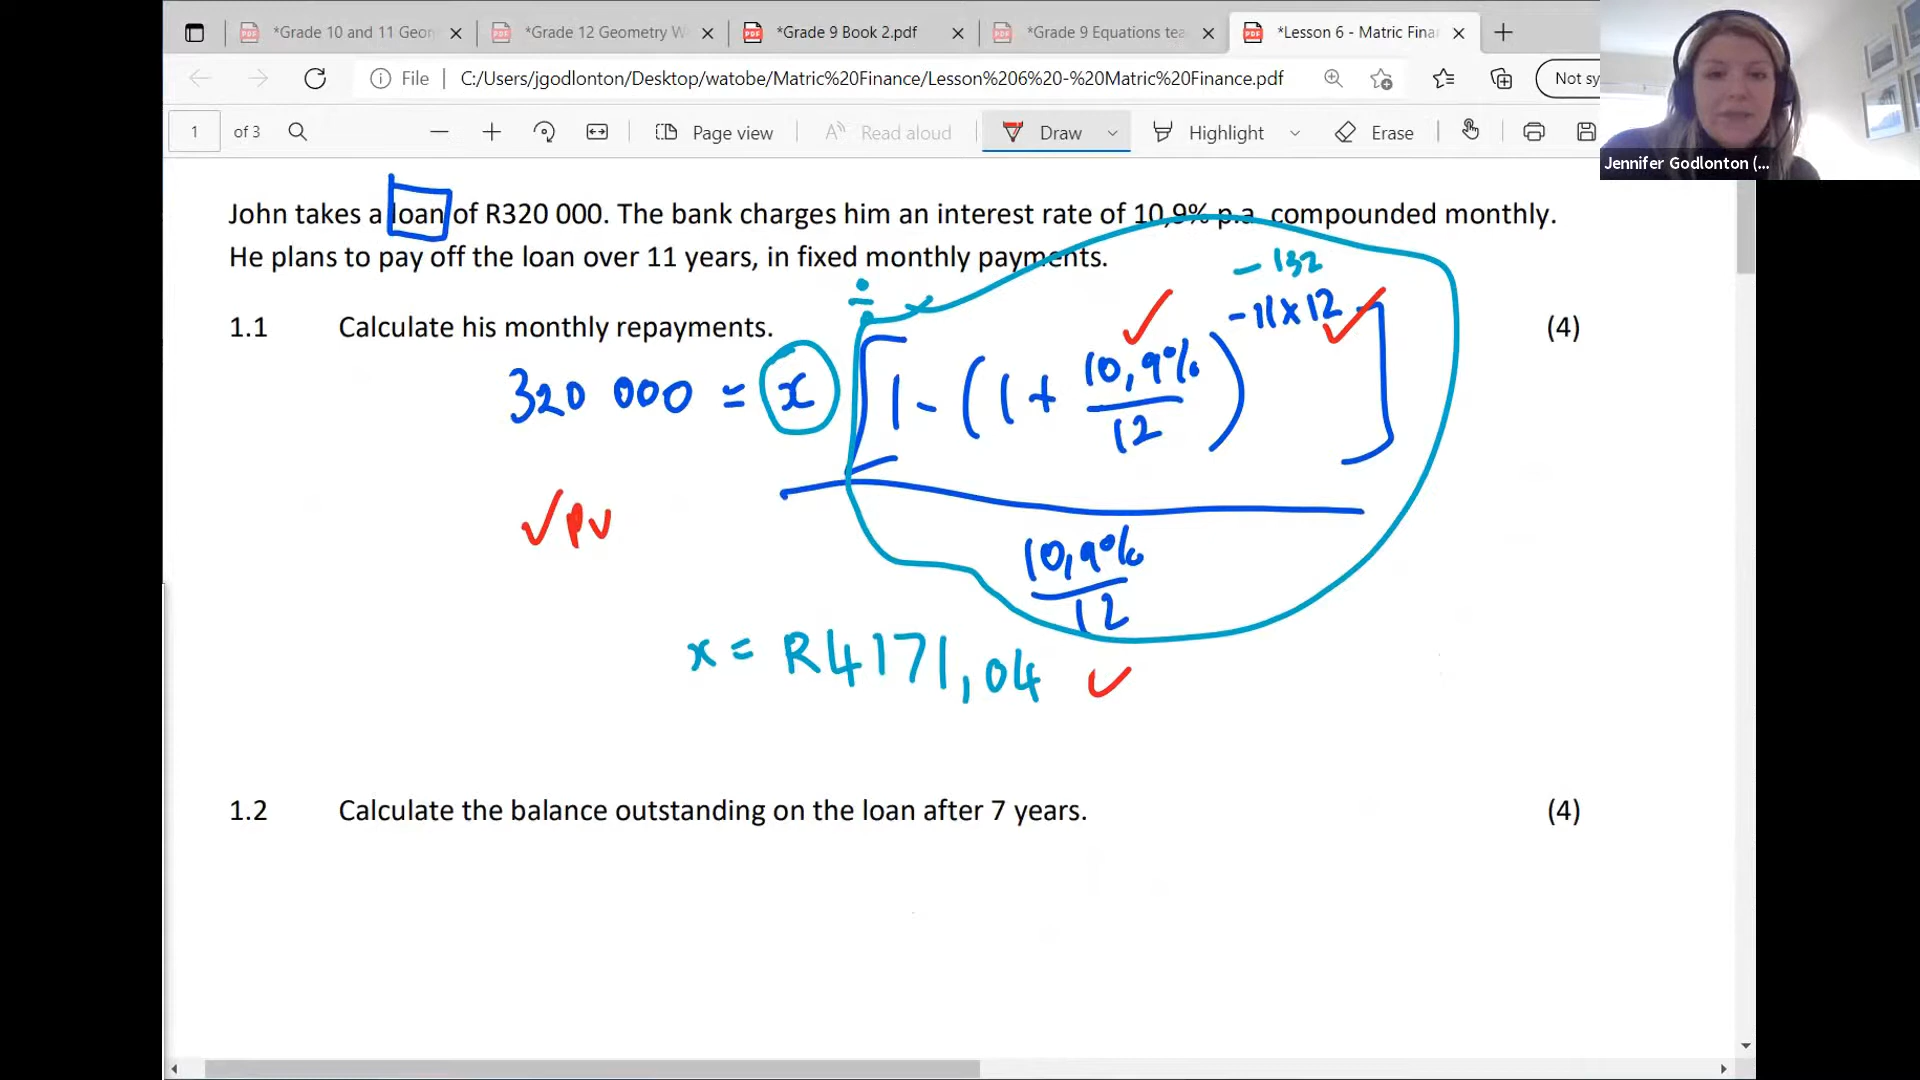 *Grade 10 and 11 Geor
*Grade 12 Geometry W
*Grade 9 Book 2.pdf
*Grade 9 Equations tea
*Lesson 6 - Matric Finar
File C:/Users/jgodlonton/Desktop/watobe/Matric%20Finance/Lesson%206%20-%20Matric%20Finance.pdf Not sy
1 of 3 Page view Read aloud Draw Highlight Erase
Jennifer Godlonton (...
John takes a loan of R320 000. The bank charges him an interest rate of 10,9% p.a. compounded monthly.
He plans to pay off the loan over 11 years, in fixed monthly payments.
- 132
÷
- 11 x 12
1.1 Calculate his monthly repayments. (4)
320 000 = x [1 - (1 + 10,9%/12) ]
✓ PV
10,9%
12
x = R4171,04 ✓
1.2 Calculate the balance outstanding on the loan after 7 years. (4)